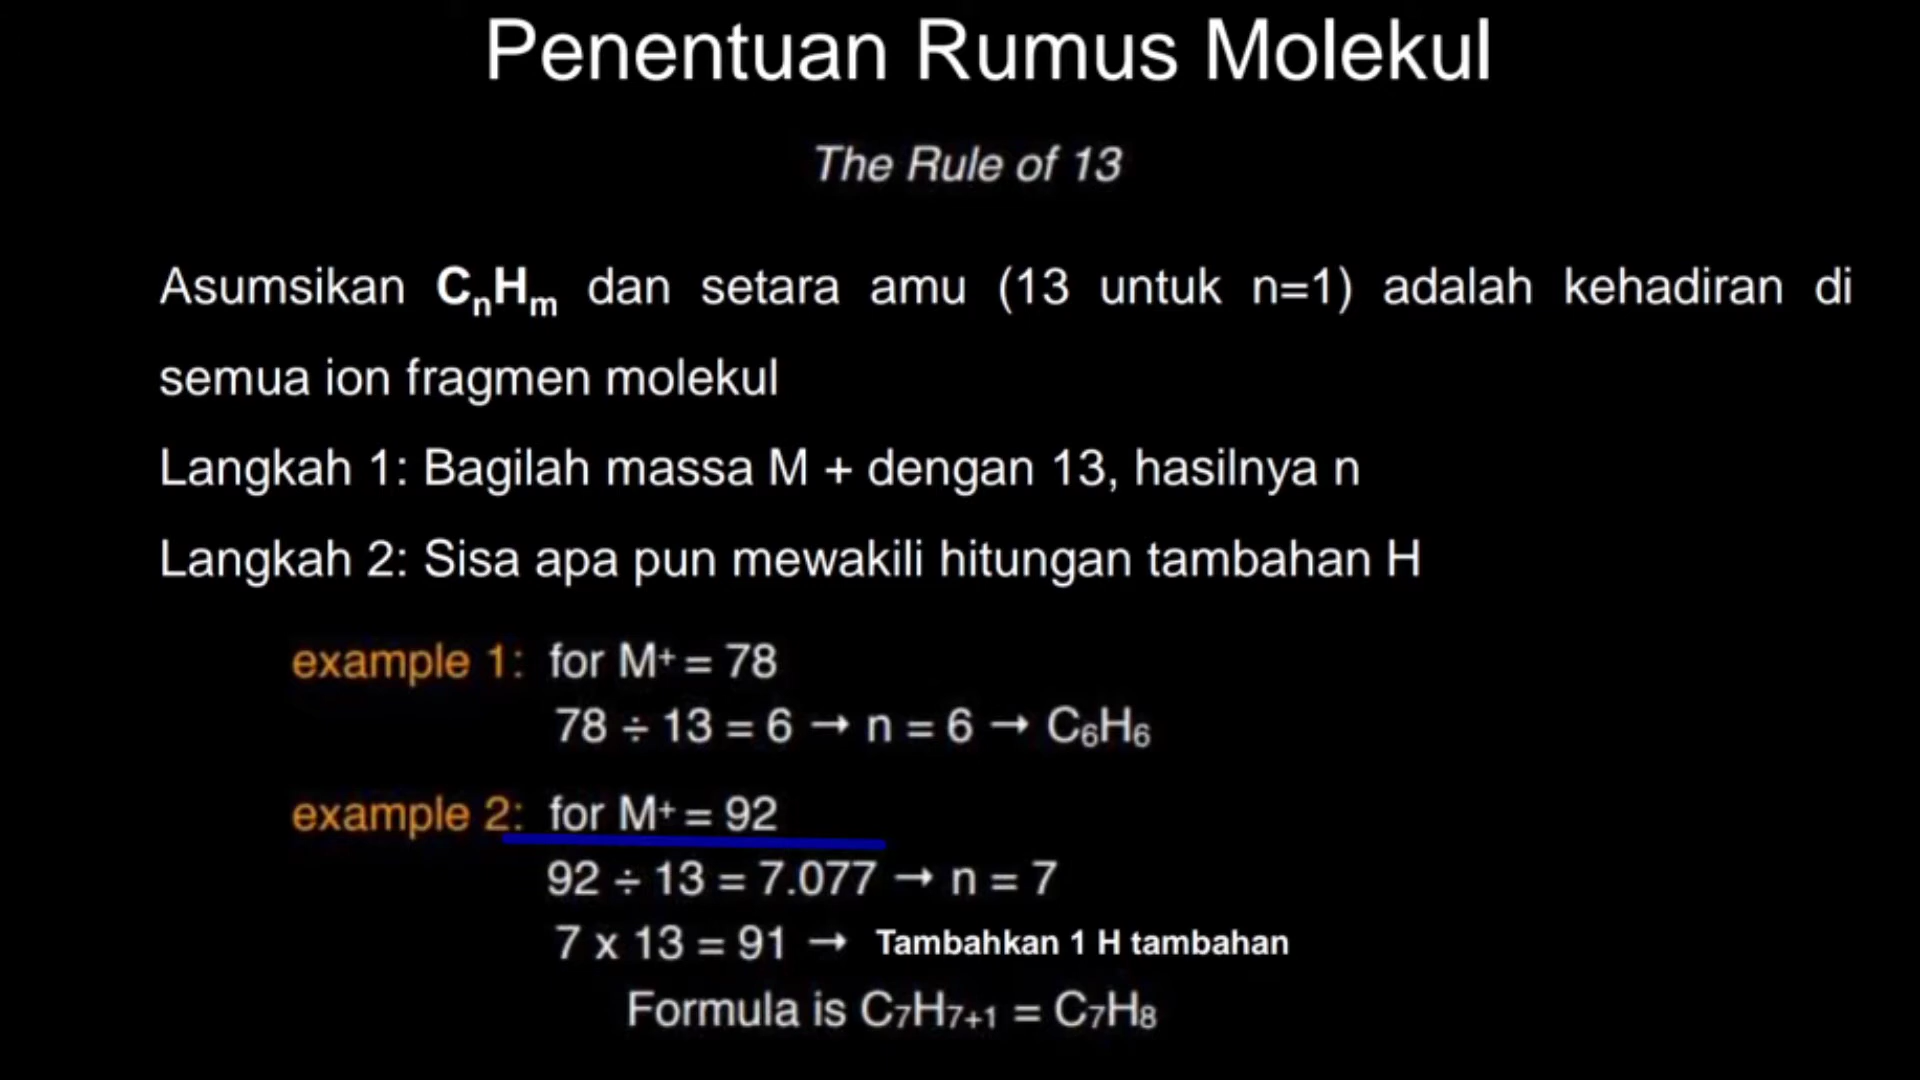 Penentuan Rumus Molekul
The Rule of 13
Asumsikan CₙHₘ dan setara amu (13 untuk n=1) adalah kehadiran di
semua ion fragmen molekul
Langkah 1: Bagilah massa M + dengan 13, hasilnya n
Langkah 2: Sisa apa pun mewakili hitungan tambahan H
example 1: for M⁺ = 78
78 ÷ 13 = 6 → n = 6 → C₆H₆
example 2: for M⁺ = 92
92 ÷ 13 = 7.077 → n = 7
7 x 13 = 91 → Tambahkan 1 H tambahan
Formula is C₇H₇₊₁ = C₇H₈